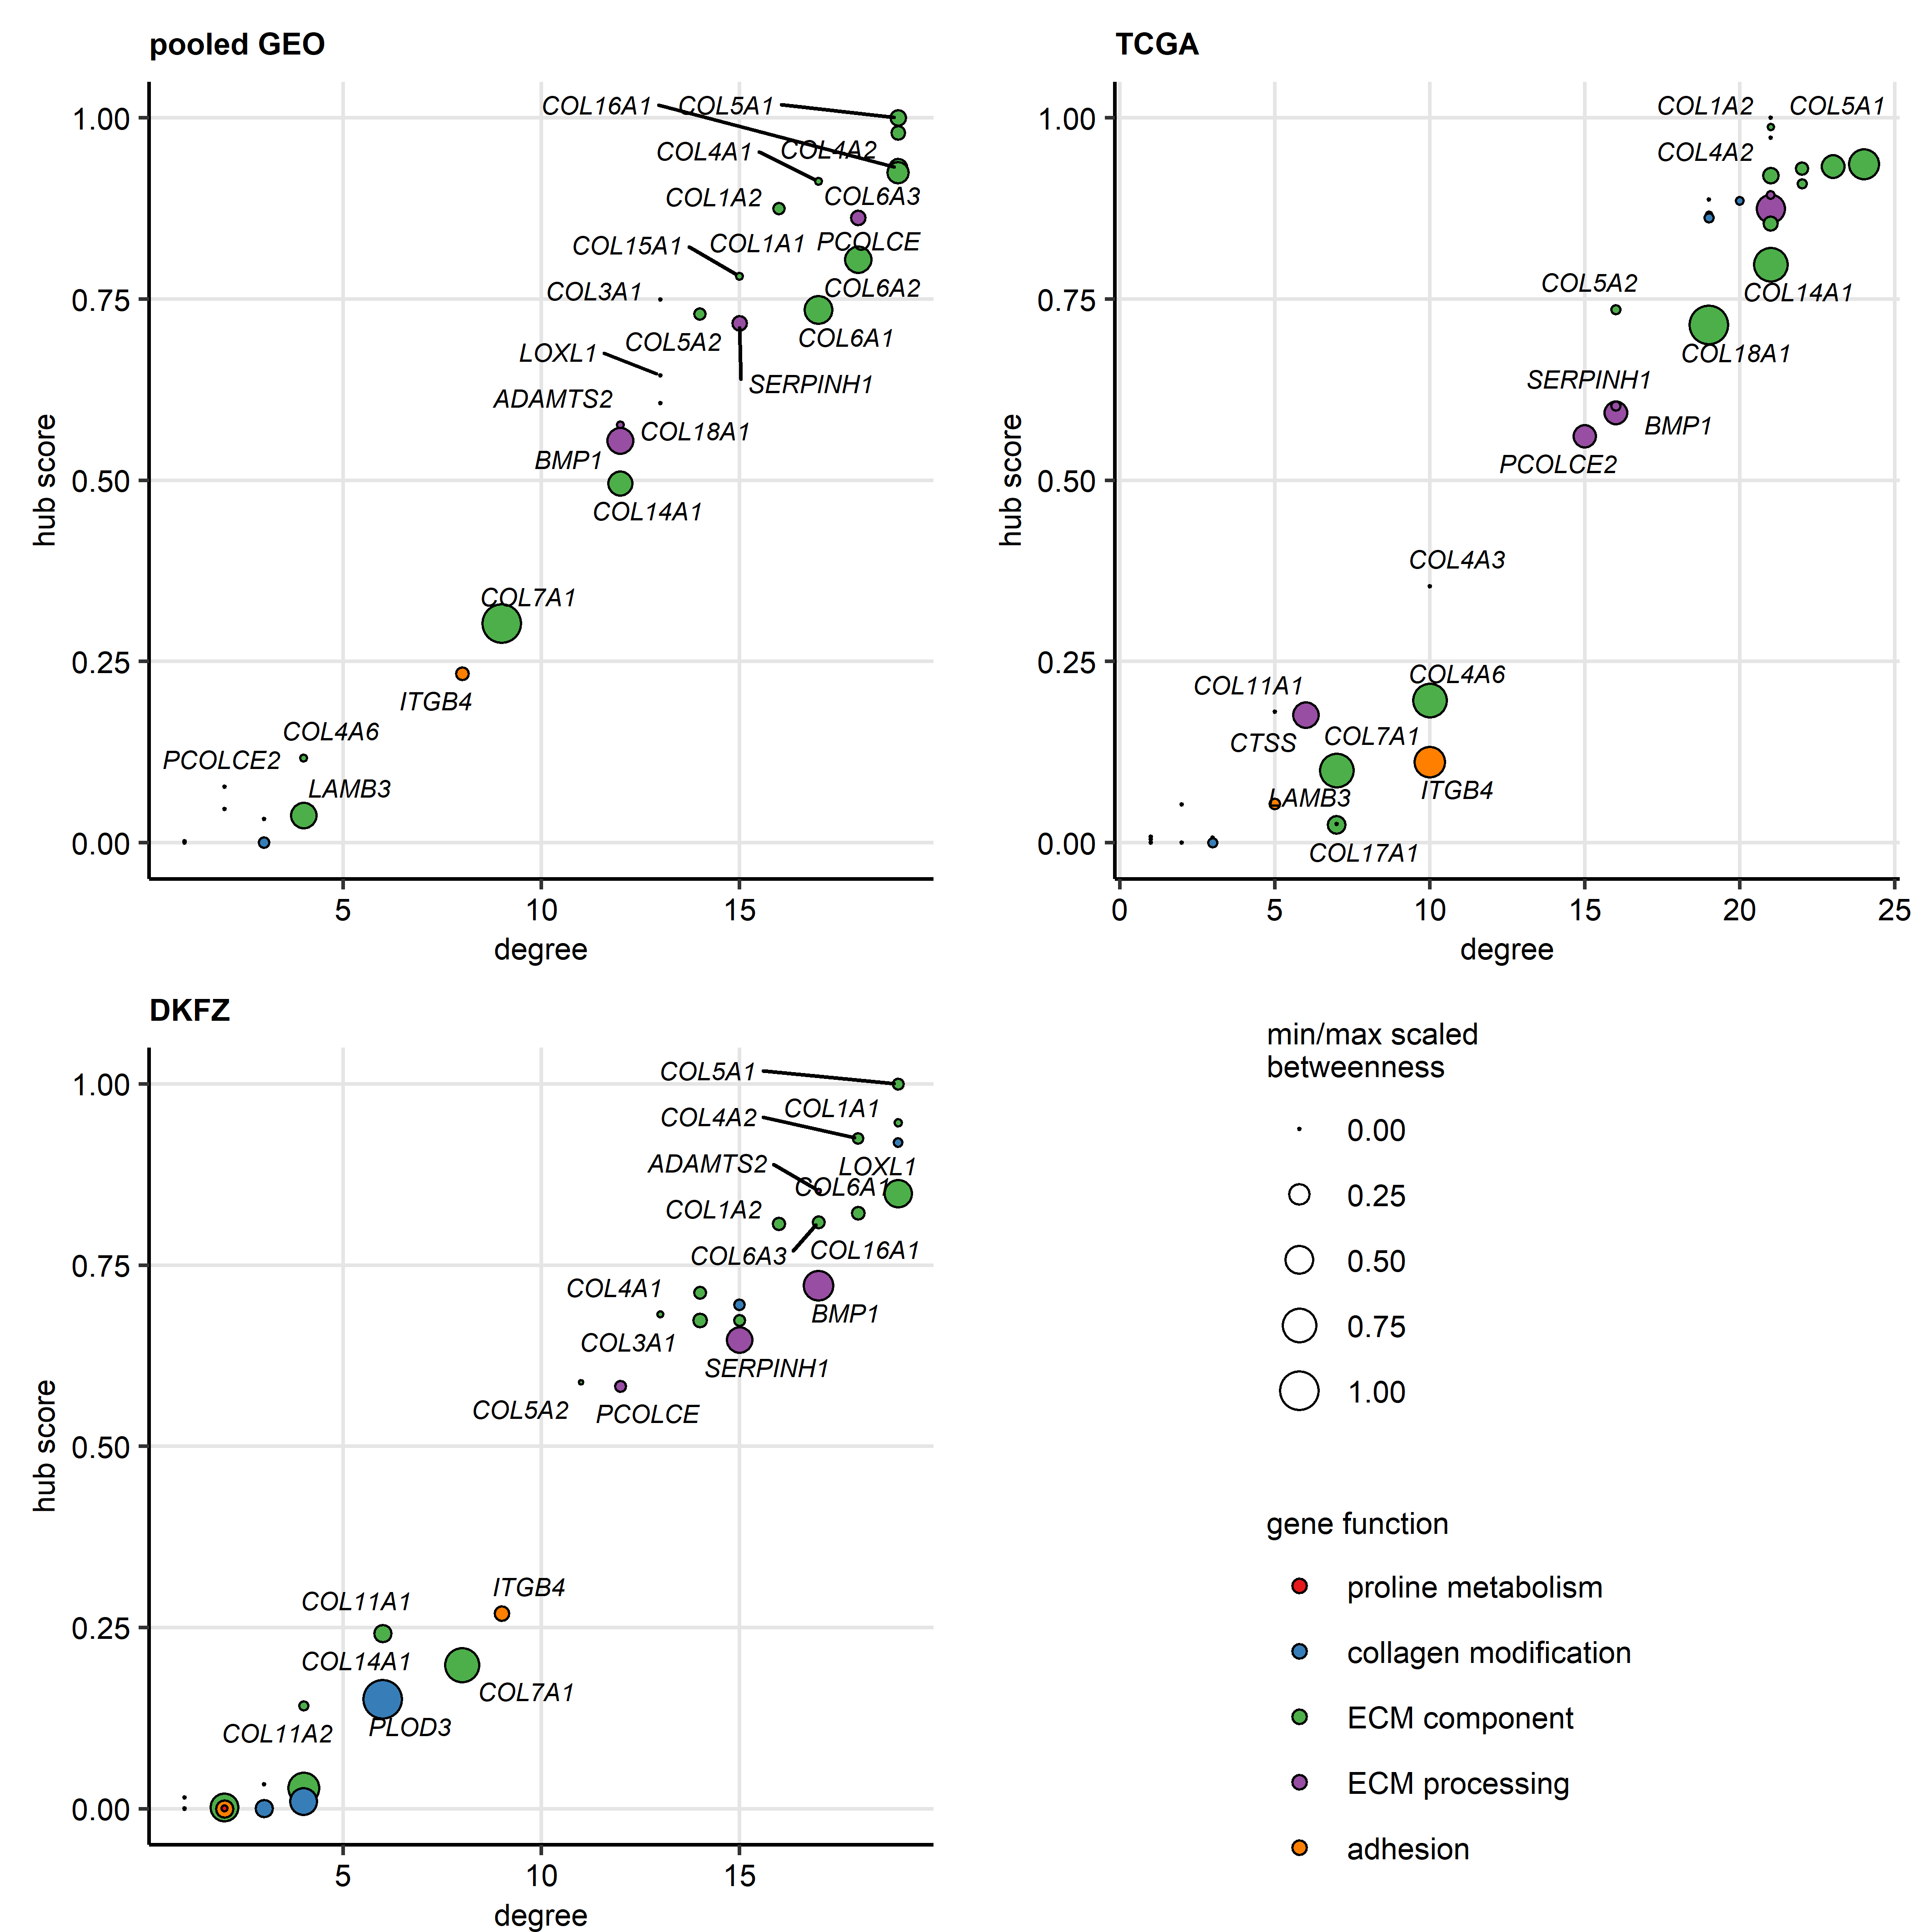 pooled GEO
hub score
1.00
0.75
0.50
0.25
0.00
COL16A1
COL5A1
COL4A1
COL4A2
COL1A2
COL6A3
COL15A1
COL1A1
PCOLCE
COL3A1
COL6A2
COL5A2
COL6A1
LOXL1
SERPINH1
ADAMTS2
COL18A1
BMP1
COL14A1
COL7A1
ITGB4
COL4A6
PCOLCE2
LAMB3
5
10
15
degree
TCGA
hub score
1.00
0.75
0.50
0.25
0.00
COL1A2
COL5A1
COL4A2
COL5A2
COL14A1
COL18A1
SERPINH1
BMP1
PCOLCE2
COL4A3
COL11A1
COL4A6
CTSS
COL7A1
LAMB3
ITGB4
COL17A1
0
5
10
15
20
25
degree
DKFZ
hub score
1.00
0.75
0.50
0.25
0.00
COL5A1
COL4A2
COL1A1
ADAMTS2
LOXL1
COL6A1
COL1A2
COL6A3
COL16A1
COL4A1
BMP1
COL3A1
SERPINH1
COL5A2
PCOLCE
ITGB4
COL11A1
COL14A1
COL7A1
COL11A2
PLOD3
5
10
15
degree
min/max scaled
betweenness
0.00
0.25
0.50
0.75
1.00
gene function
proline metabolism
collagen modification
ECM component
ECM processing
adhesion